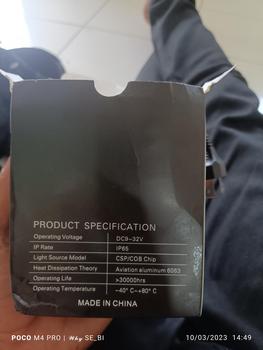 PRODUCT SPECIFICATION
Operating Voltage DC9-32V
IP Rate IP65
Light Source Model CSP/COB Chip
Heat Dissipation Theory Aviation aluminum 6063
Operating Life >30000hrs
Operating Temperature -40° C-+80° C
MADE IN CHINA
POCO M4 PRO | SE_BI 10/03/2023 14:49